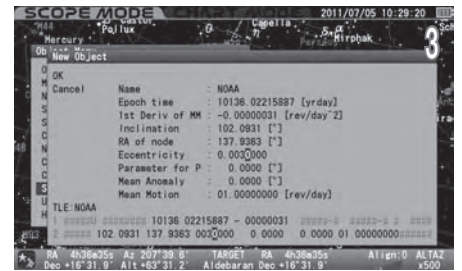 SCOPE MODE 2011/07/05 10:29:20
Castor
Capella
M44 Pollux θ η Mirphak
Mercury
3
New Object
OK
Cancel Name : NOAA
Epoch time : 10136.02215887 [yrday]
1st Deriv of MM : -0.00000031 [rev/day^2]
Inclination : 102.0931 [°]
RA of node : 137.9363 [°]
Eccentricity : 0.0030000
Parameter for P : 0.0000 [°]
Mean Anomaly : 0.0000 [°]
Mean Motion : 01.00000000 [rev/day]
TLE:NOAA
1 #####U ######## 10136 02215887 - 00000031 #####-# #####-# # ####
2 ##### 102 0931 137 9363 0030000 0.0000 0.0000 01 00000000######
RA 4h36m35s Az 207°39.6' TARGET RA 4h36m35s Align:0 ALTAZ
Dec +16°31.9' Alt +63°31.2' Aldebaran Dec +16°31.9' x500